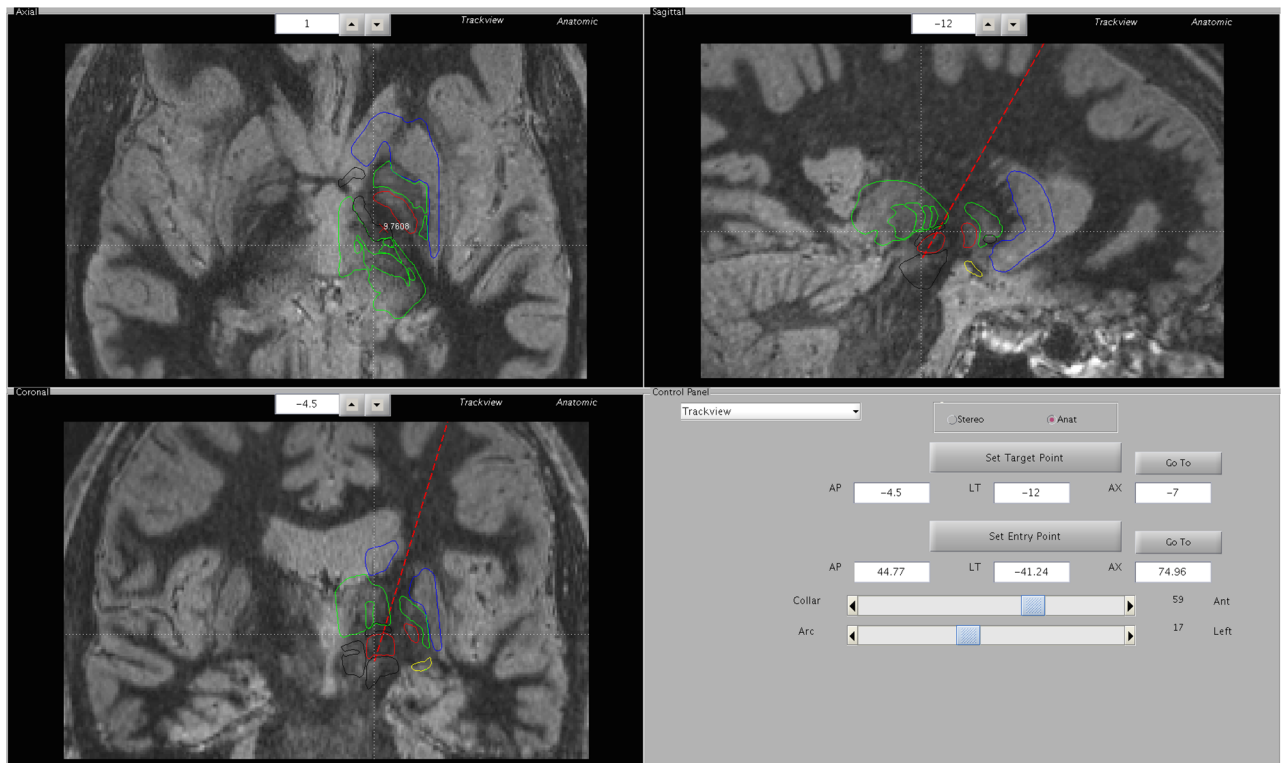 Axial
1
Trackview
Anatomic
9.7608
Sagittal
-12
Trackview
Anatomic
Coronal
-4.5
Trackview
Anatomic
Control Panel
Trackview
Stereo Anat
Set Target Point
Go To
AP -4.5 LT -12 AX -7
Set Entry Point
Go To
AP 44.77 LT -41.24 AX 74.96
Collar 59 Ant
Arc 17 Left